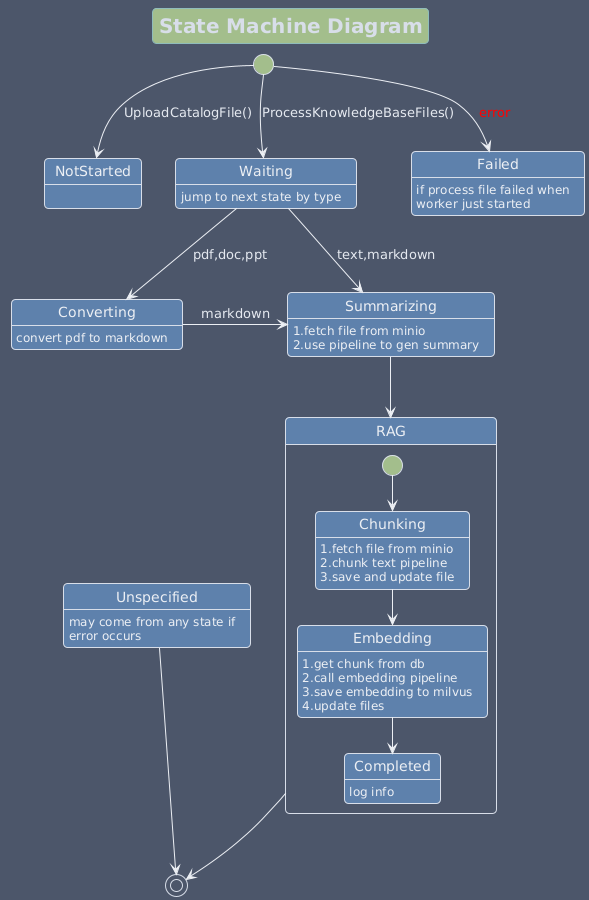 State Machine Diagram
UploadCatalogFile()
ProcessKnowledgeBaseFiles()
error
NotStarted
Waiting
jump to next state by type
Failed
if process file failed when
worker just started
pdf,doc,ppt
text,markdown
Converting
convert pdf to markdown
markdown
Summarizing
1.fetch file from minio
2.use pipeline to gen summary
RAG
Chunking
1.fetch file from minio
2.chunk text pipeline
3.save and update file
Unspecified
may come from any state if
error occurs
Embedding
1.get chunk from db
2.call embedding pipeline
3.save embedding to milvus
4.update files
Completed
log info